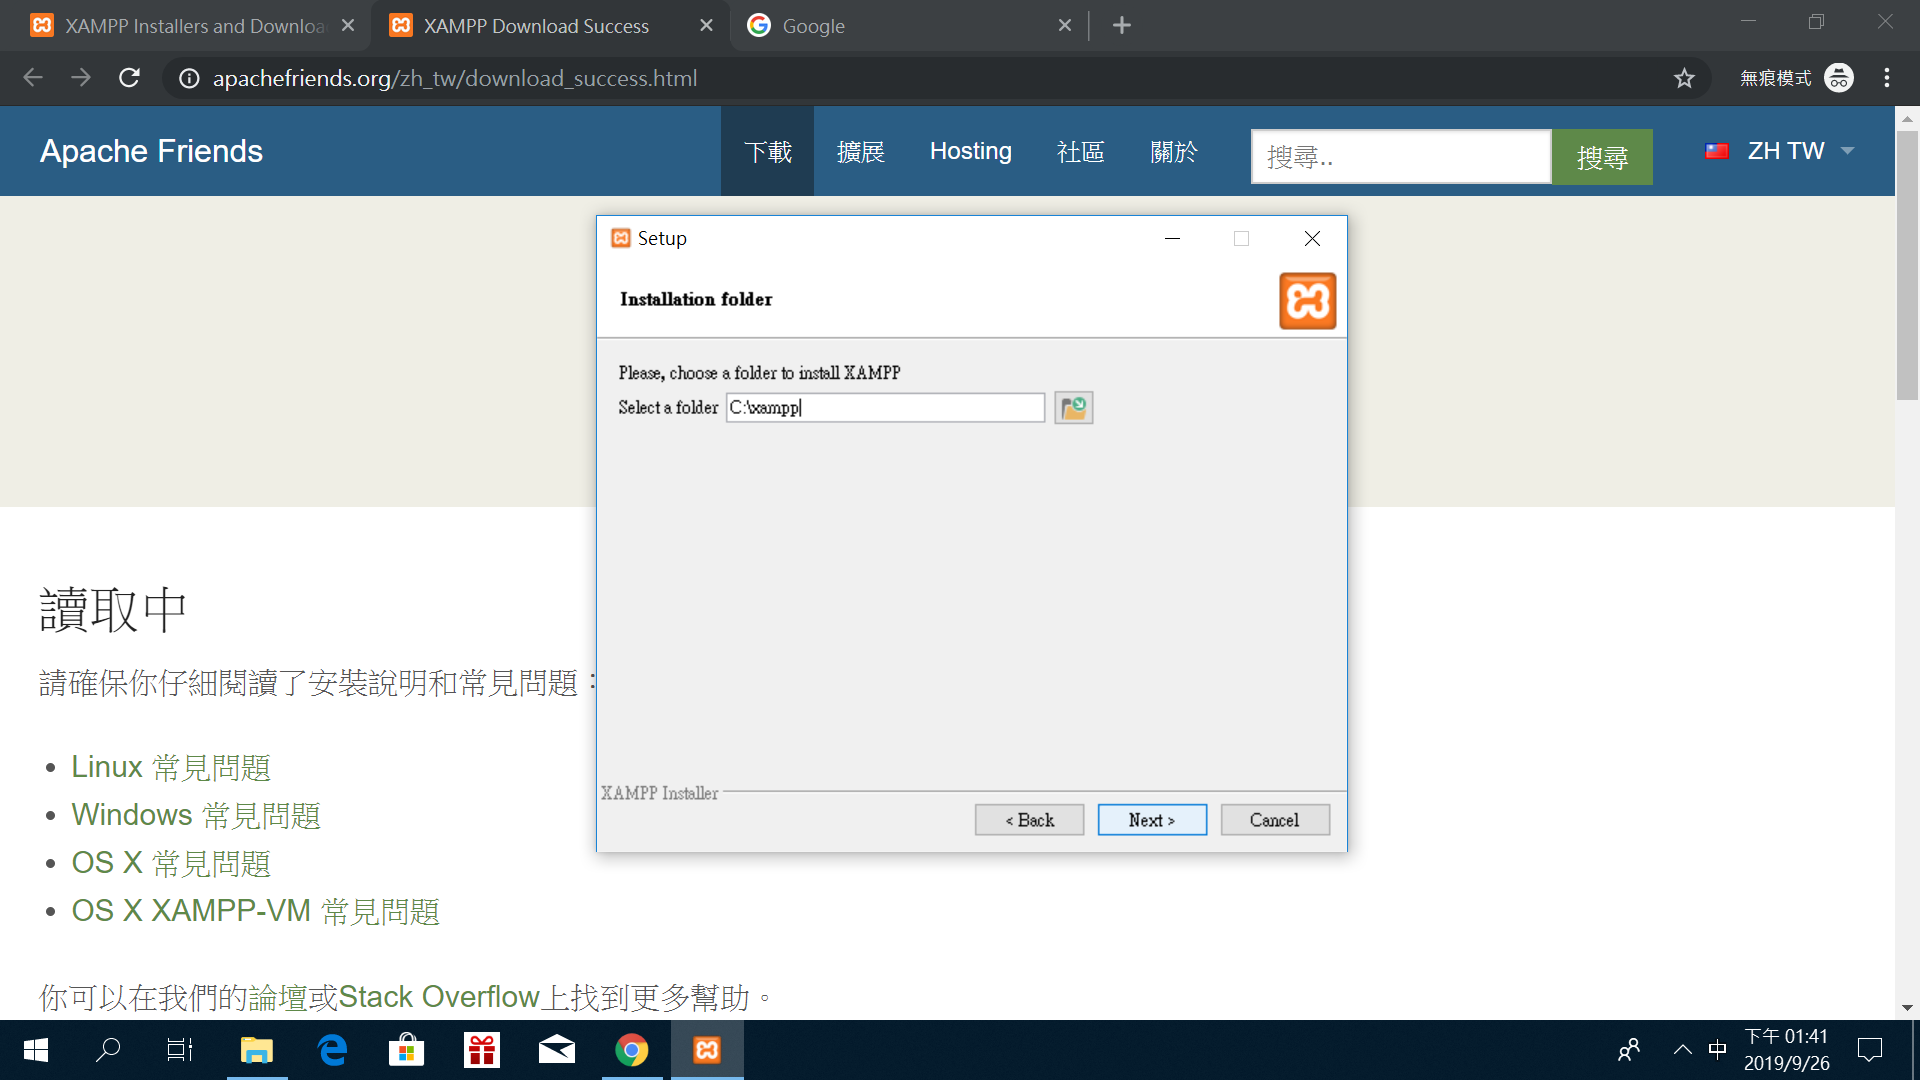 XAMPP Installers and Downloa
XAMPP Download Success
Google
apachefriends.org/zh_tw/download_success.html
無痕模式
Apache Friends
下載
擴展
Hosting
社區
關於
搜尋..
搜尋
ZH TW
Setup
Installation folder
Please, choose a folder to install XAMPP
Select a folder C:\xampp
XAMPP Installer
< Back
Next >
Cancel
讀取中
請確保你仔細閱讀了安裝說明和常見問題：
• Linux 常見問題
• Windows 常見問題
• OS X 常見問題
• OS X XAMPP-VM 常見問題
你可以在我們的論壇或Stack Overflow上找到更多幫助。
中
下午 01:41
2019/9/26